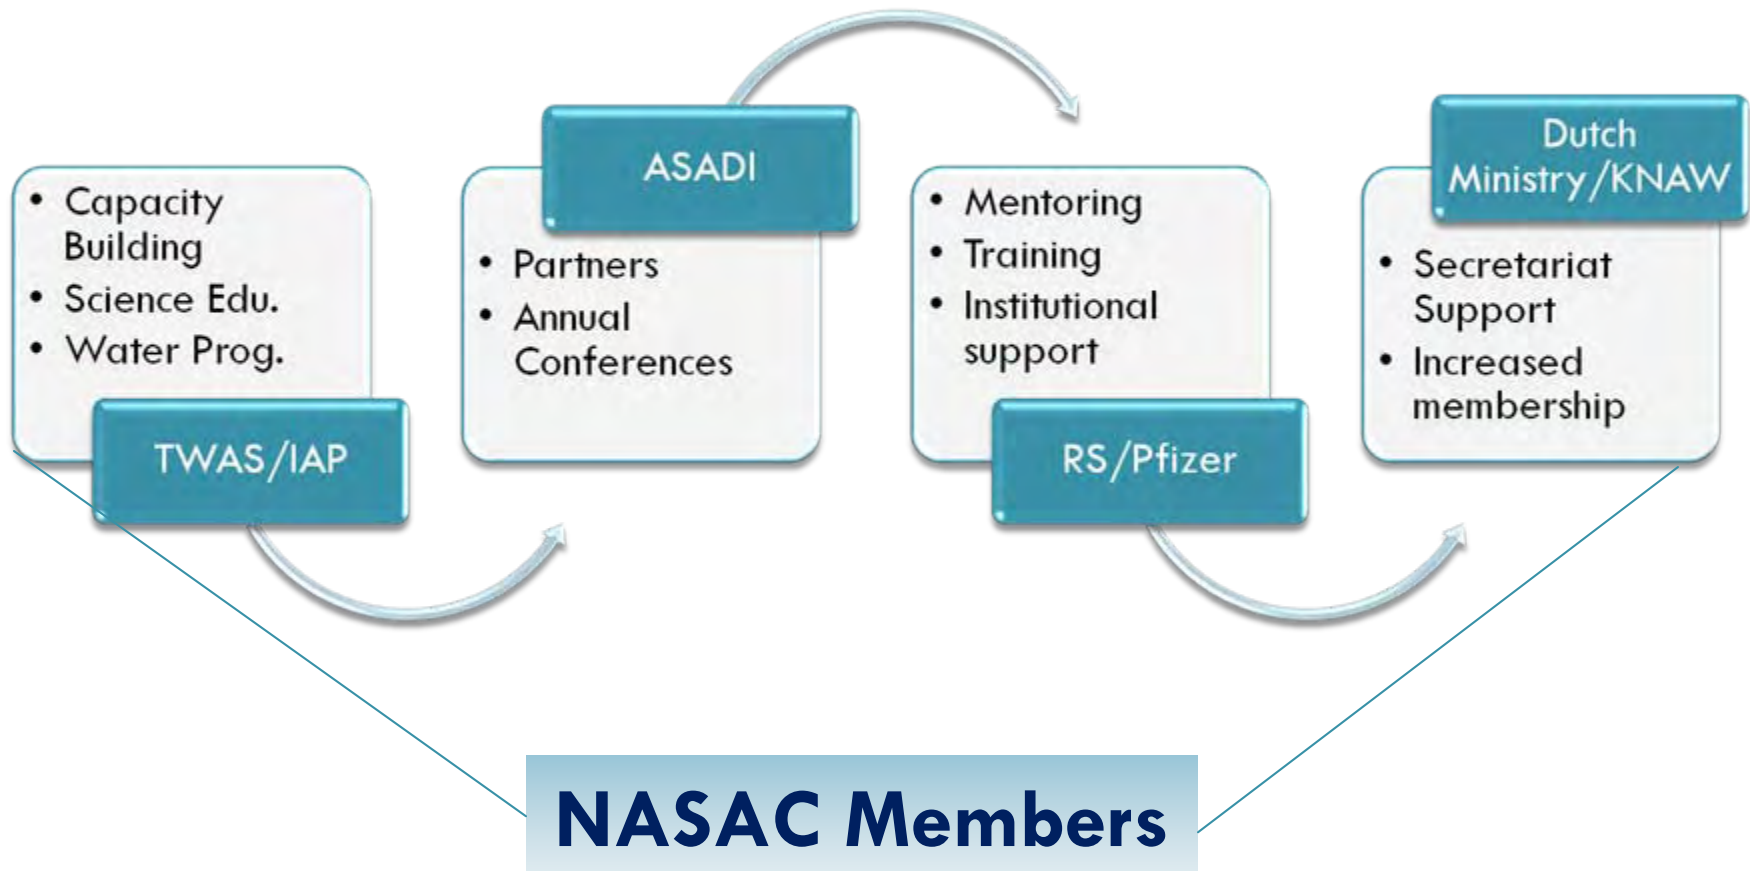 • Capacity
Building
• Science Edu.
• Water Prog.
TWAS/IAP
ASADI
• Partners
• Annual
Conferences
• Mentoring
• Training
• Institutional
support
RS/Pfizer
Dutch
Ministry/KNAW
• Secretariat
Support
• Increased
membership
NASAC Members